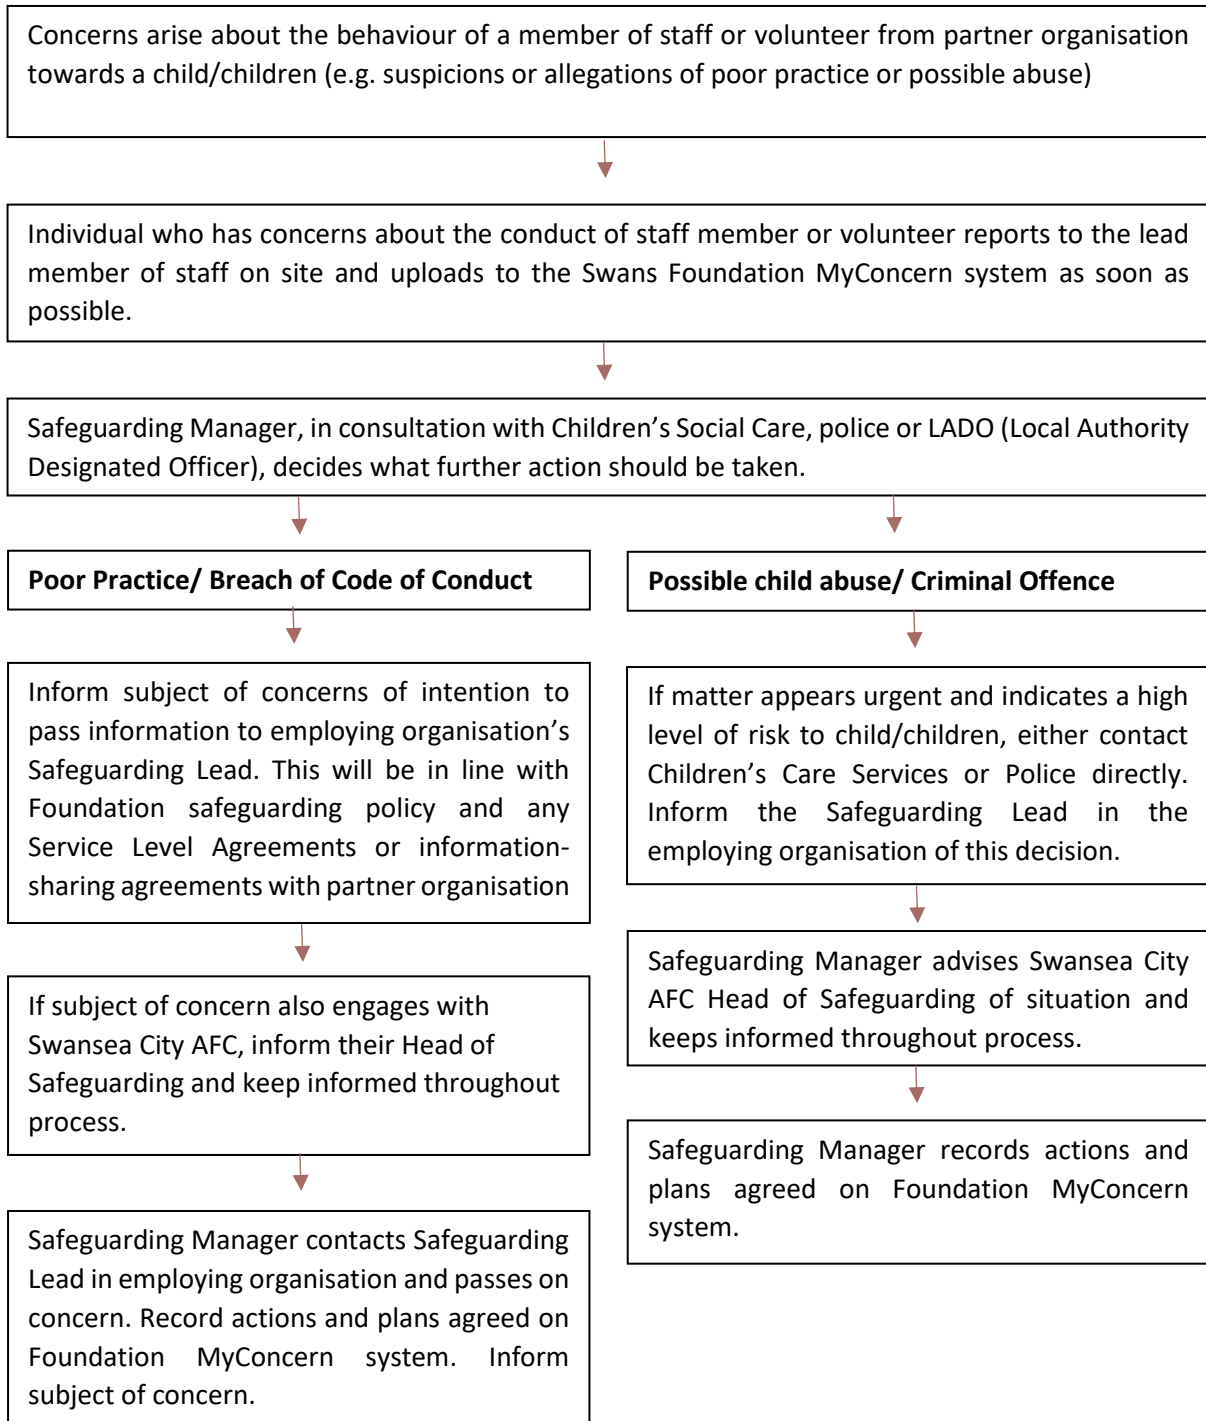 Concerns arise about the behaviour of a member of staff or volunteer from partner organisation
towards a child/children (e.g. suspicions or allegations of poor practice or possible abuse)
Individual who has concerns about the conduct of staff member or volunteer reports to the lead
member of staff on site and uploads to the Swans Foundation MyConcern system as soon as
possible.
Safeguarding Manager, in consultation with Children’s Social Care, police or LADO (Local Authority
Designated Officer), decides what further action should be taken.
Poor Practice/ Breach of Code of Conduct
Inform subject of concerns of intention to
pass information to employing organisation’s
Safeguarding Lead. This will be in line with
Foundation safeguarding policy and any
Service Level Agreements or information-
sharing agreements with partner organisation
If subject of concern also engages with
Swansea City AFC, inform their Head of
Safeguarding and keep informed throughout
process.
Safeguarding Manager contacts Safeguarding
Lead in employing organisation and passes on
concern. Record actions and plans agreed on
Foundation MyConcern system. Inform
subject of concern.
Possible child abuse/ Criminal Offence
If matter appears urgent and indicates a high
level of risk to child/children, either contact
Children’s Care Services or Police directly.
Inform the Safeguarding Lead in the
employing organisation of this decision.
Safeguarding Manager advises Swansea City
AFC Head of Safeguarding of situation and
keeps informed throughout process.
Safeguarding Manager records actions and
plans agreed on Foundation MyConcern
system.